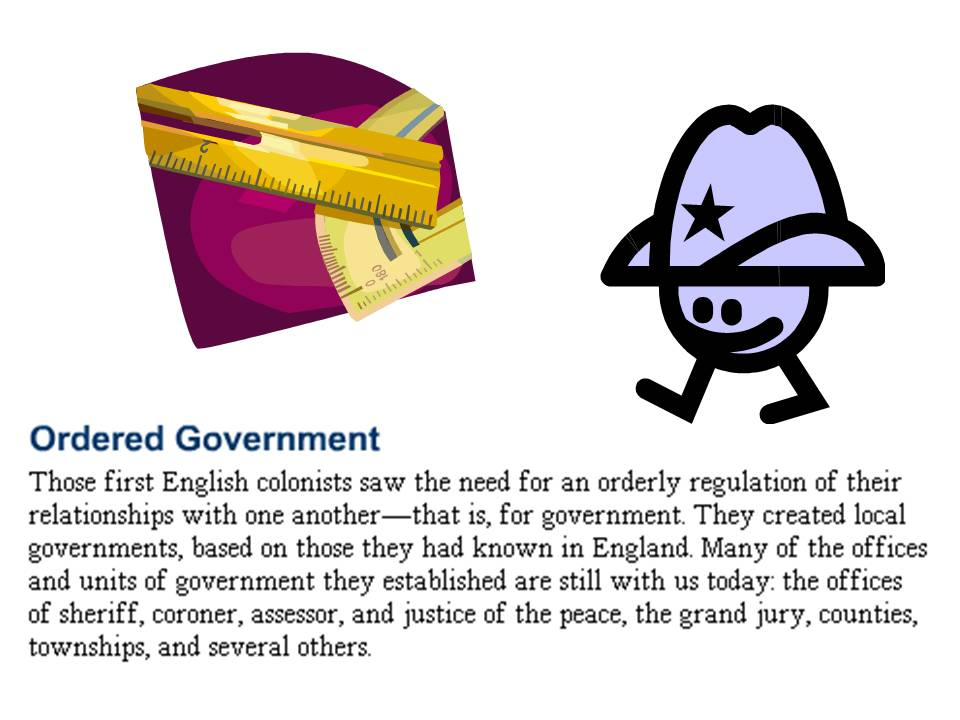 2
180
0
Ordered Government
Those first English colonists saw the need for an orderly regulation of their
relationships with one another—that is, for government. They created local
governments, based on those they had known in England. Many of the offices
and units of government they established are still with us today: the offices
of sheriff, coroner, assessor, and justice of the peace, the grand jury, counties,
townships, and several others.